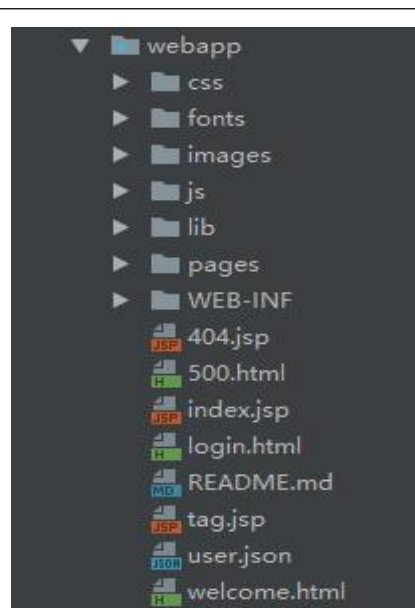 webapp
css
fonts
images
js
lib
pages
WEB-INF
404.jsp
500.html
index.jsp
login.html
README.md
tag.jsp
user.json
welcome.html